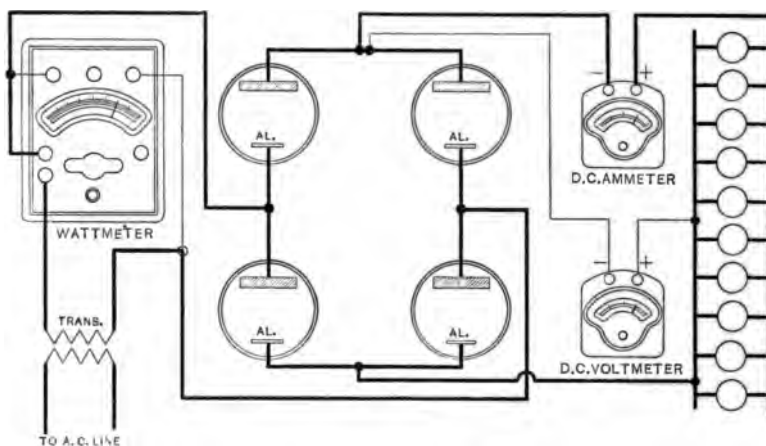 AL.
AL.
- +
D.C. AMMETER
WATTMETER
- +
TRANS.
AL.
AL.
D.C. VOLTMETER
TO A.C. LINE